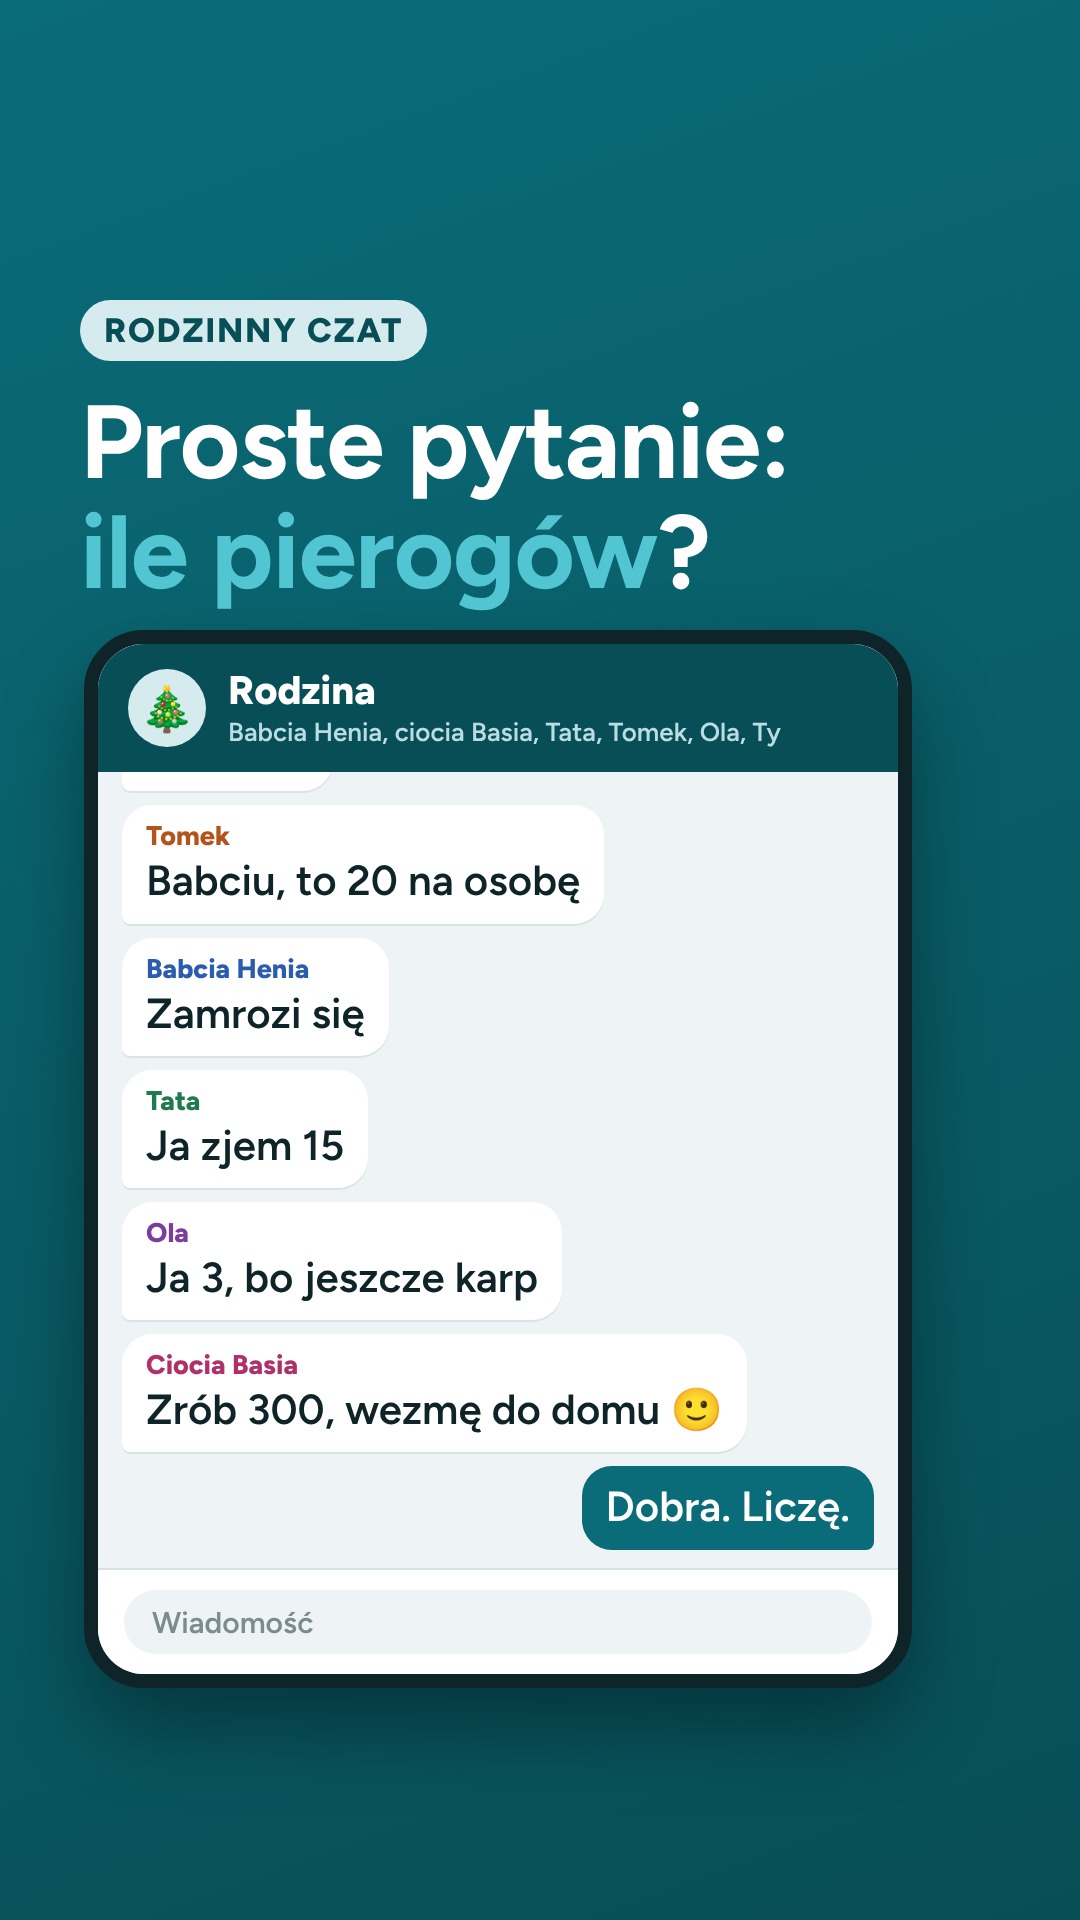 RODZINNY CZAT
Proste pytanie:
ile pierogów?
Rodzina
Babcia Henia, ciocia Basia, Tata, Tomek, Ola, Ty
Tomek
Babciu, to 20 na osobę
Babcia Henia
Zamrozi się
Tata
Ja zjem 15
Ola
Ja 3, bo jeszcze karp
Ciocia Basia
Zrób 300, wezmę do domu 🙂
Dobra. Liczę.
Wiadomość